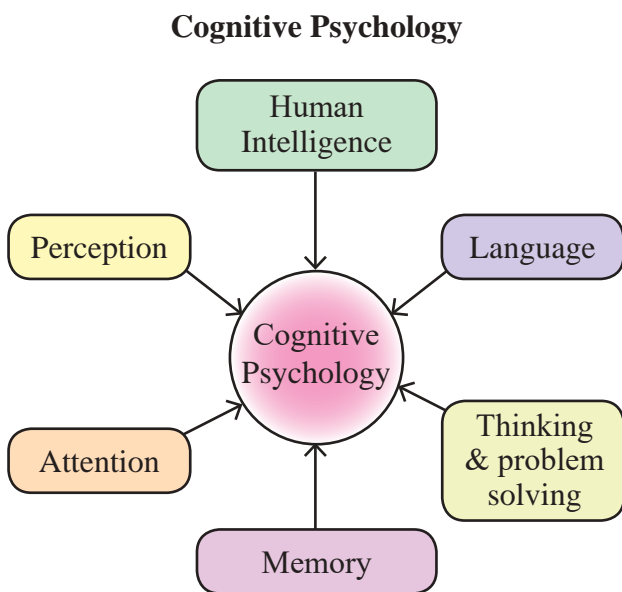 Cognitive Psychology
Human
Intelligence
Perception
Language
Cognitive
Psychology
Attention
Thinking
& problem
solving
Memory